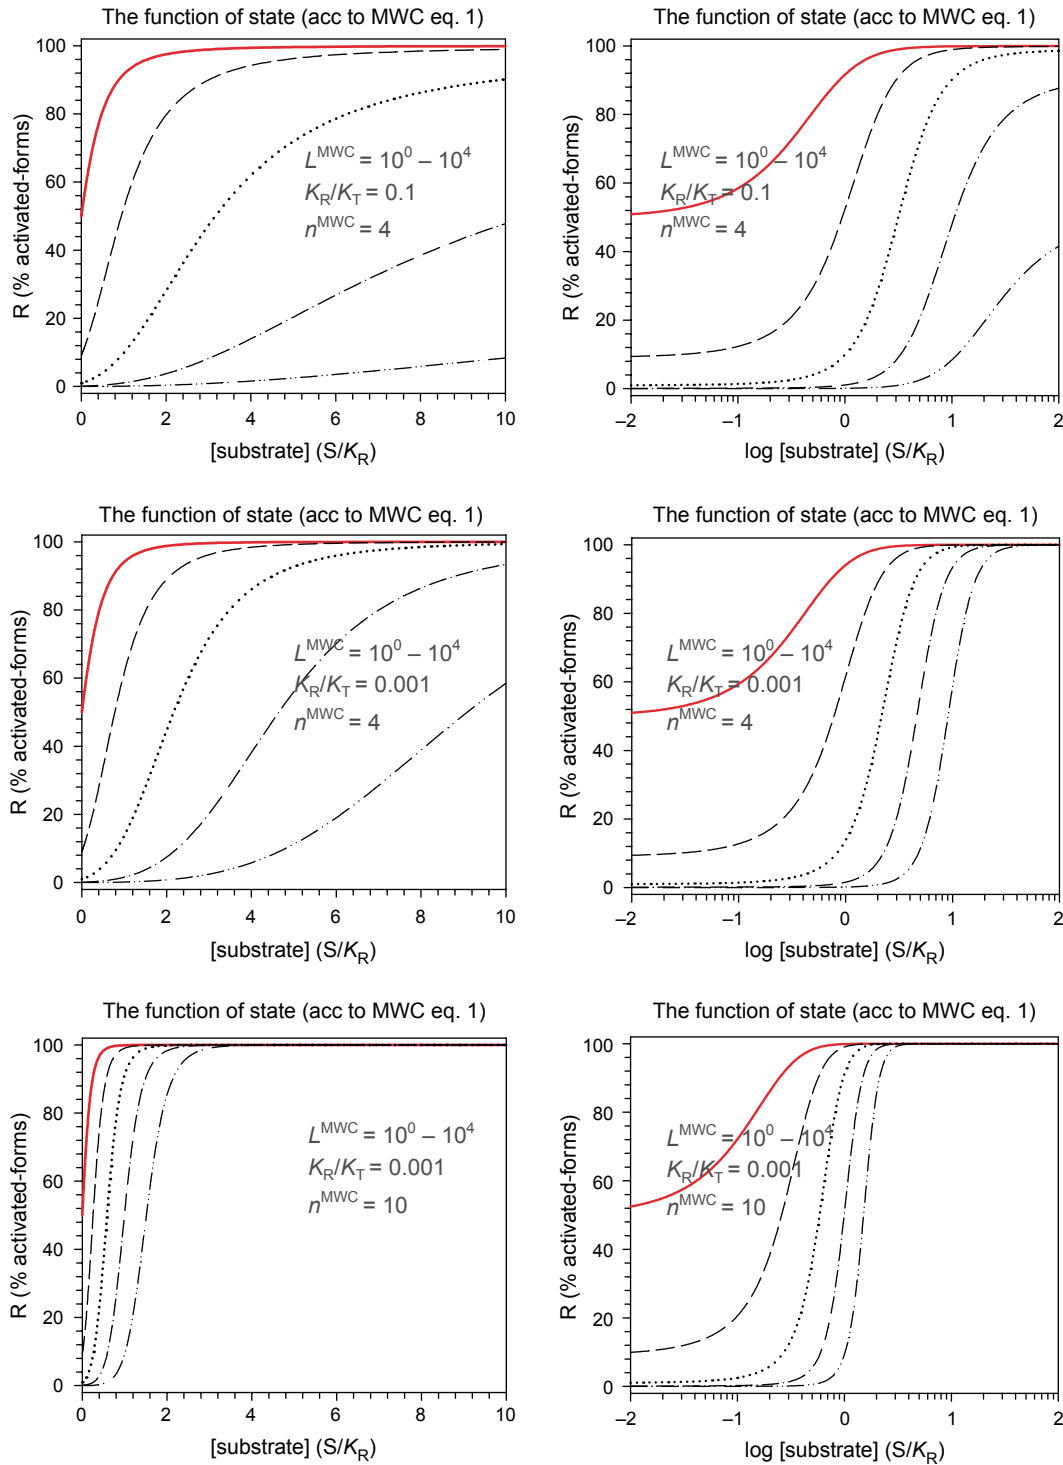 The function of state (acc to MWC eq. 1)
100
80
60
40
20
0
R (% activated-forms)
L^MWC = 10^0 – 10^4
K_R/K_T = 0.1
n^MWC = 4
0 2 4 6 8 10
[substrate] (S/K_R)
The function of state (acc to MWC eq. 1)
100
80
60
40
20
0
R (% activated-forms)
L^MWC = 10^0 – 10^4
K_R/K_T = 0.1
n^MWC = 4
–2 –1 0 1 2
log [substrate] (S/K_R)
The function of state (acc to MWC eq. 1)
100
80
60
40
20
0
R (% activated-forms)
L^MWC = 10^0 – 10^4
K_R/K_T = 0.001
n^MWC = 4
0 2 4 6 8 10
[substrate] (S/K_R)
The function of state (acc to MWC eq. 1)
100
80
60
40
20
0
R (% activated-forms)
L^MWC = 10^0 – 10^4
K_R/K_T = 0.001
n^MWC = 4
–2 –1 0 1 2
log [substrate] (S/K_R)
The function of state (acc to MWC eq. 1)
100
80
60
40
20
0
R (% activated-forms)
L^MWC = 10^0 – 10^4
K_R/K_T = 0.001
n^MWC = 10
0 2 4 6 8 10
[substrate] (S/K_R)
The function of state (acc to MWC eq. 1)
100
80
60
40
20
0
R (% activated-forms)
L^MWC = 10^0 – 10^4
K_R/K_T = 0.001
n^MWC = 10
–2 –1 0 1 2
log [substrate] (S/K_R)